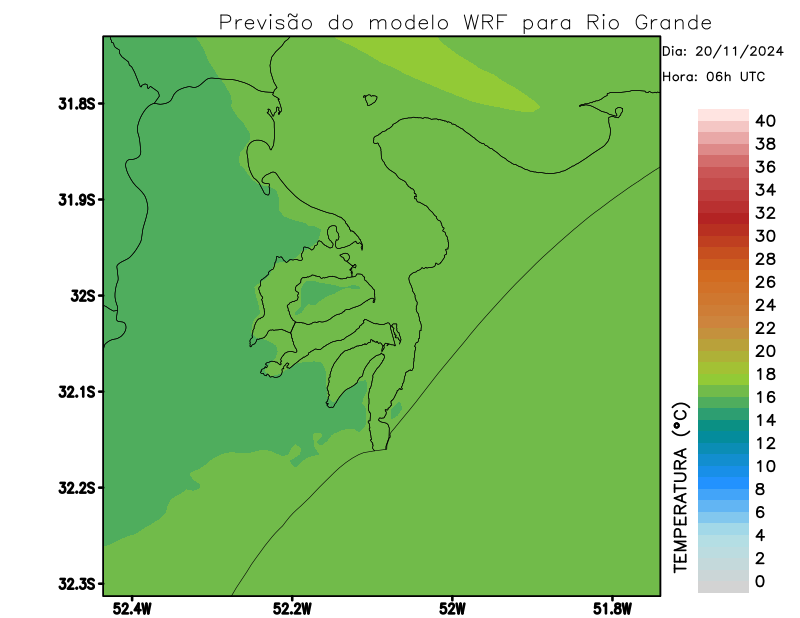 Previsão do modelo WRF para Rio Grande
Dia: 20/11/2024
Hora: 06h UTC
31.8S
31.9S
32S
32.1S
32.2S
32.3S
52.4W
52.2W
52W
51.8W
TEMPERATURA (°C)
40
38
36
34
32
30
28
26
24
22
20
18
16
14
12
10
8
6
4
2
0